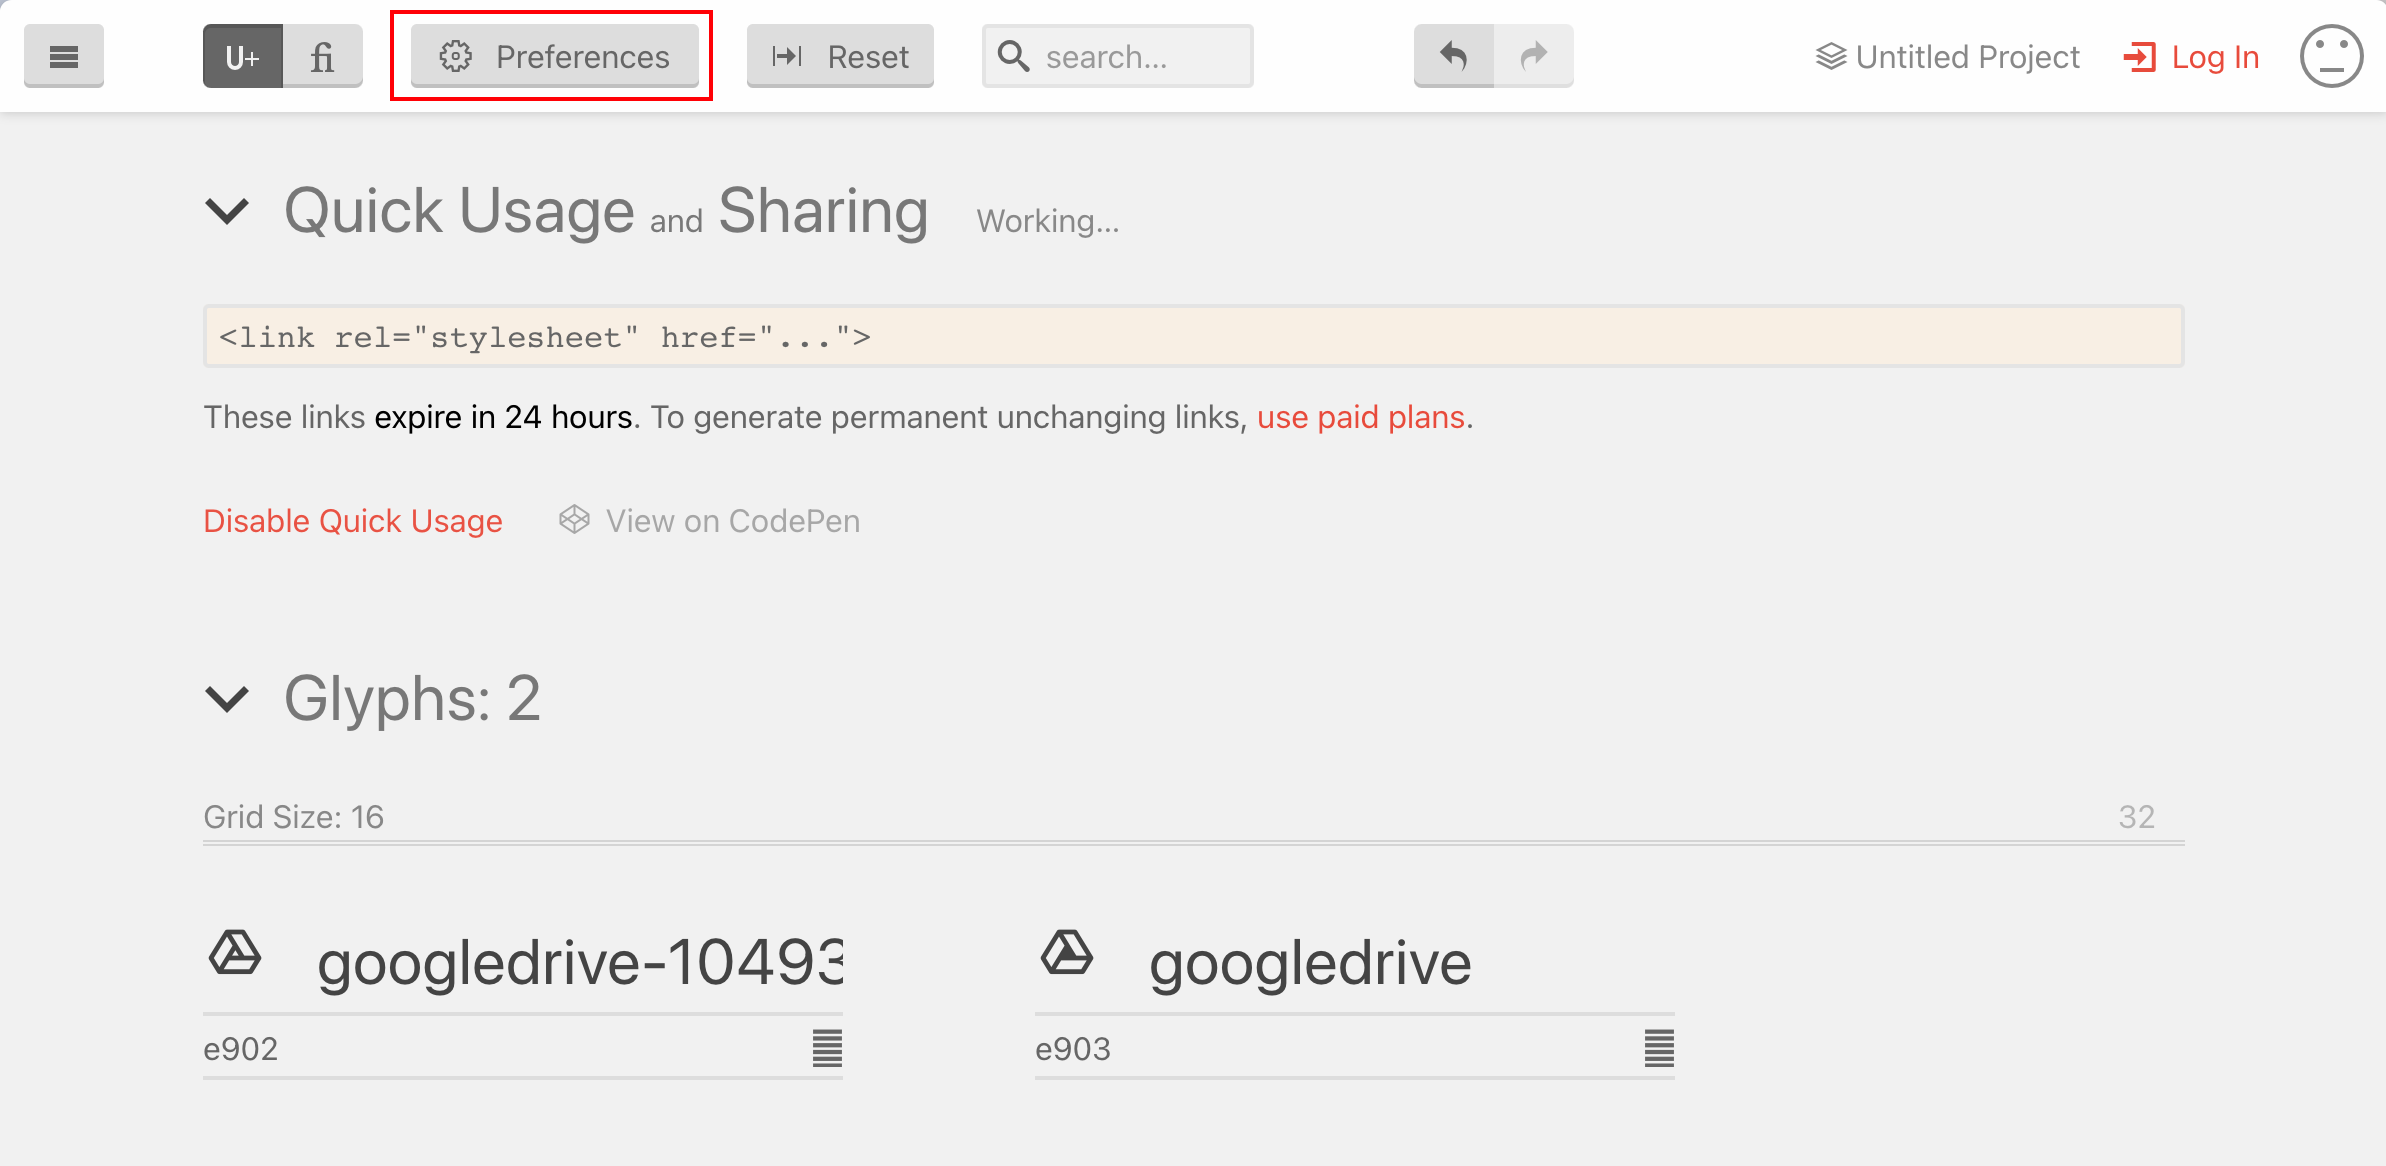 U+ fi Preferences Reset search... Untitled Project Log In
Quick Usage and Sharing Working...
<link rel="stylesheet" href="...">
These links expire in 24 hours. To generate permanent unchanging links, use paid plans.
Disable Quick Usage View on CodePen
Glyphs: 2
Grid Size: 16 32
googledrive-10493 googledrive
e902 e903